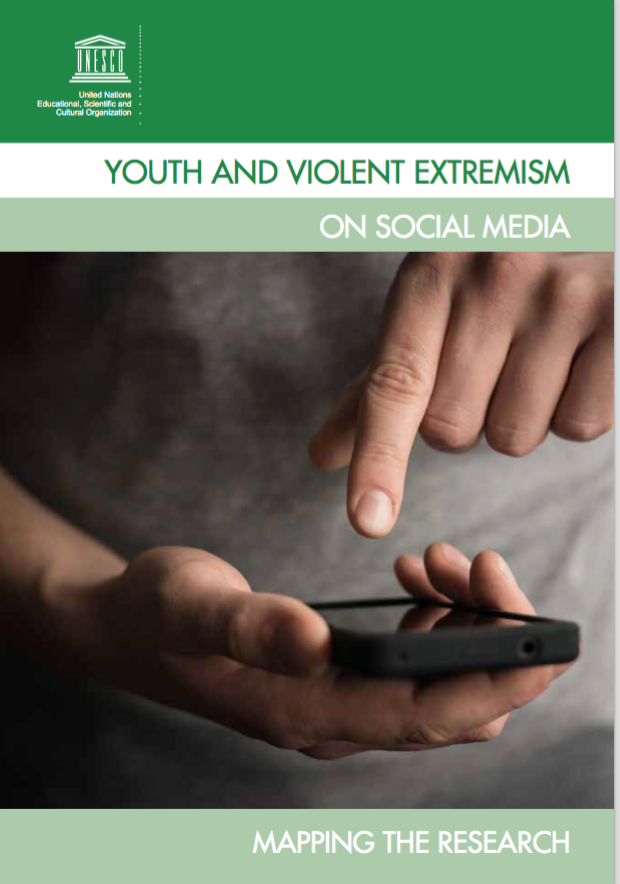 UNESCO
United Nations
Educational, Scientific and
Cultural Organization
YOUTH AND VIOLENT EXTREMISM
ON SOCIAL MEDIA
MAPPING THE RESEARCH